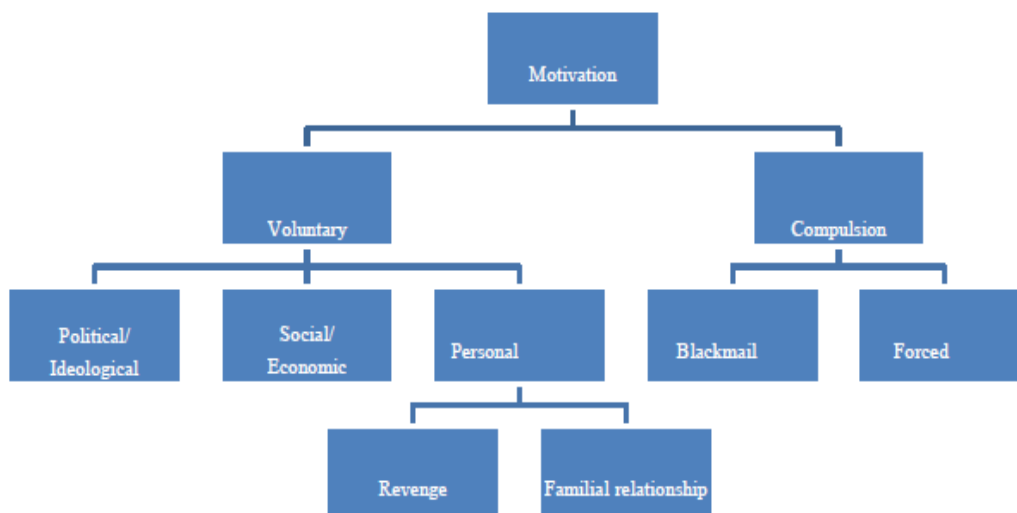 Motivation
Voluntary
Compulsion
Political/
Ideological
Social/
Economic
Personal
Blackmail
Forced
Revenge
Familial relationship